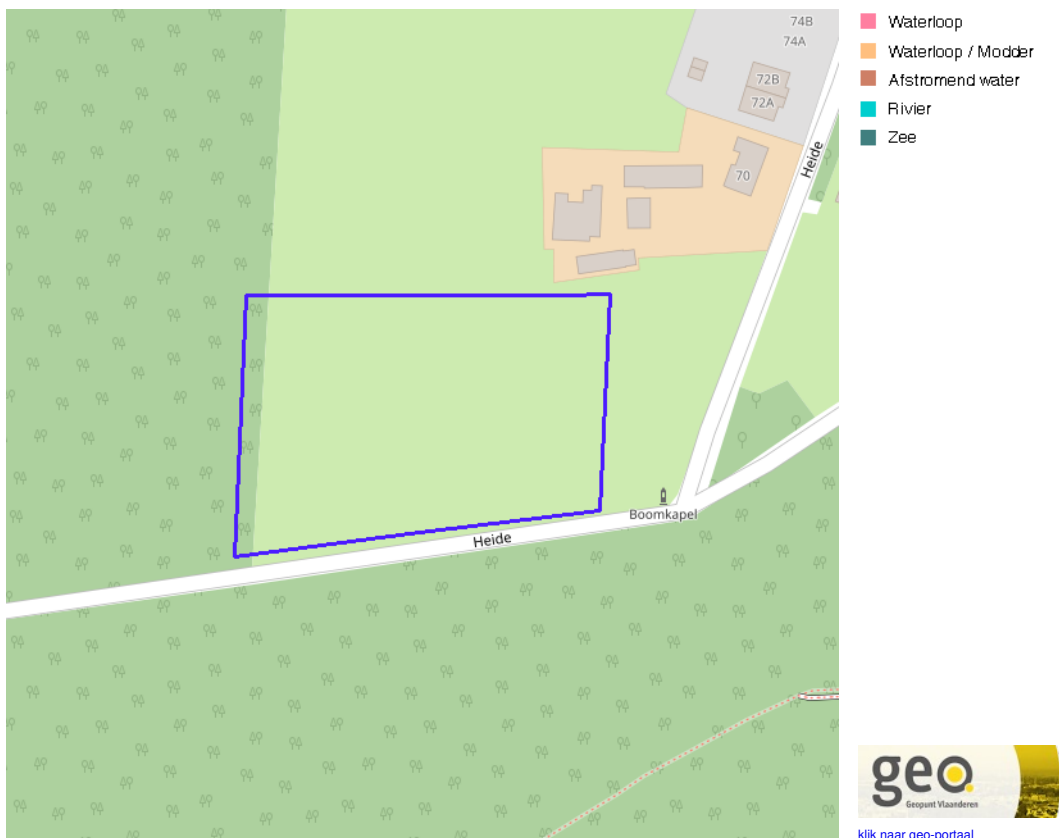 74B
74A
72B
72A
70
Heide
Boomkapel
Heide
Waterloop
Waterloop / Modder
Afstromend water
Rivier
Zee
geo.
Geopunt Vlaanderen
klik naar geo-portaal